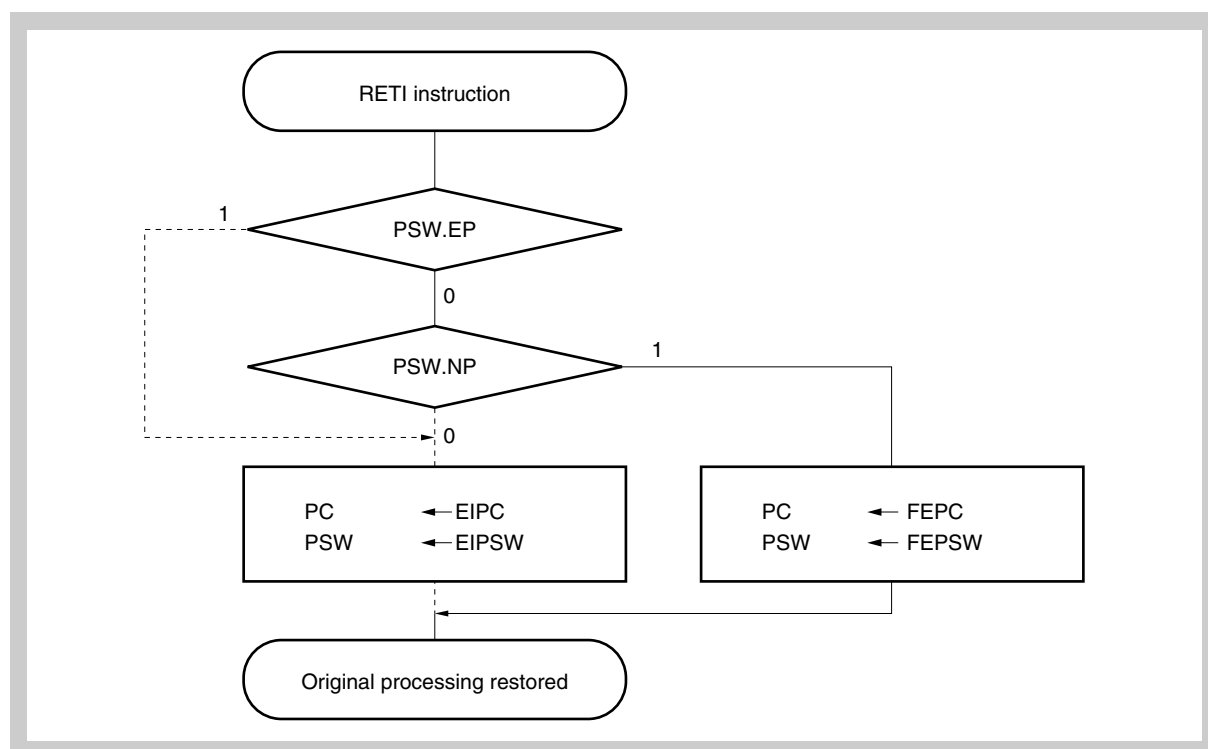 RETI instruction
1
PSW.EP
0
1
PSW.NP
0
PC ← EIPC
PSW ← EIPSW
PC ← FEPC
PSW ← FEPSW
Original processing restored